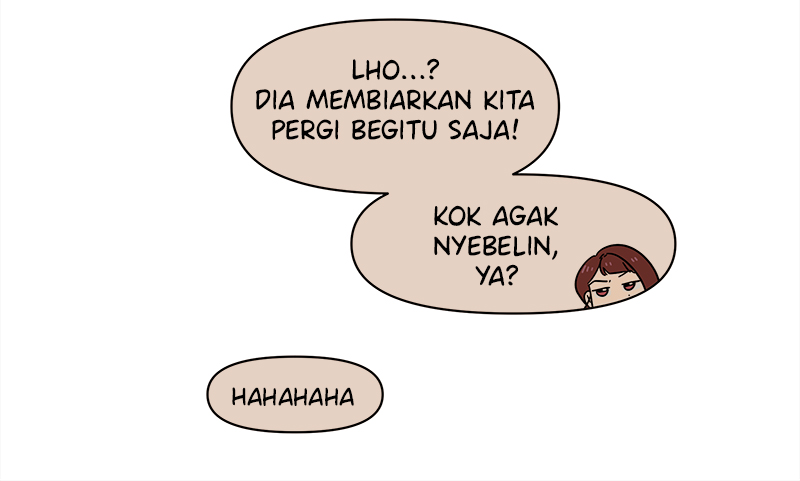 LHO...?
DIA MEMBIARKAN KITA
PERGI BEGITU SAJA!
KOK AGAK
NYEBELIN,
YA?
HAHAHAHA